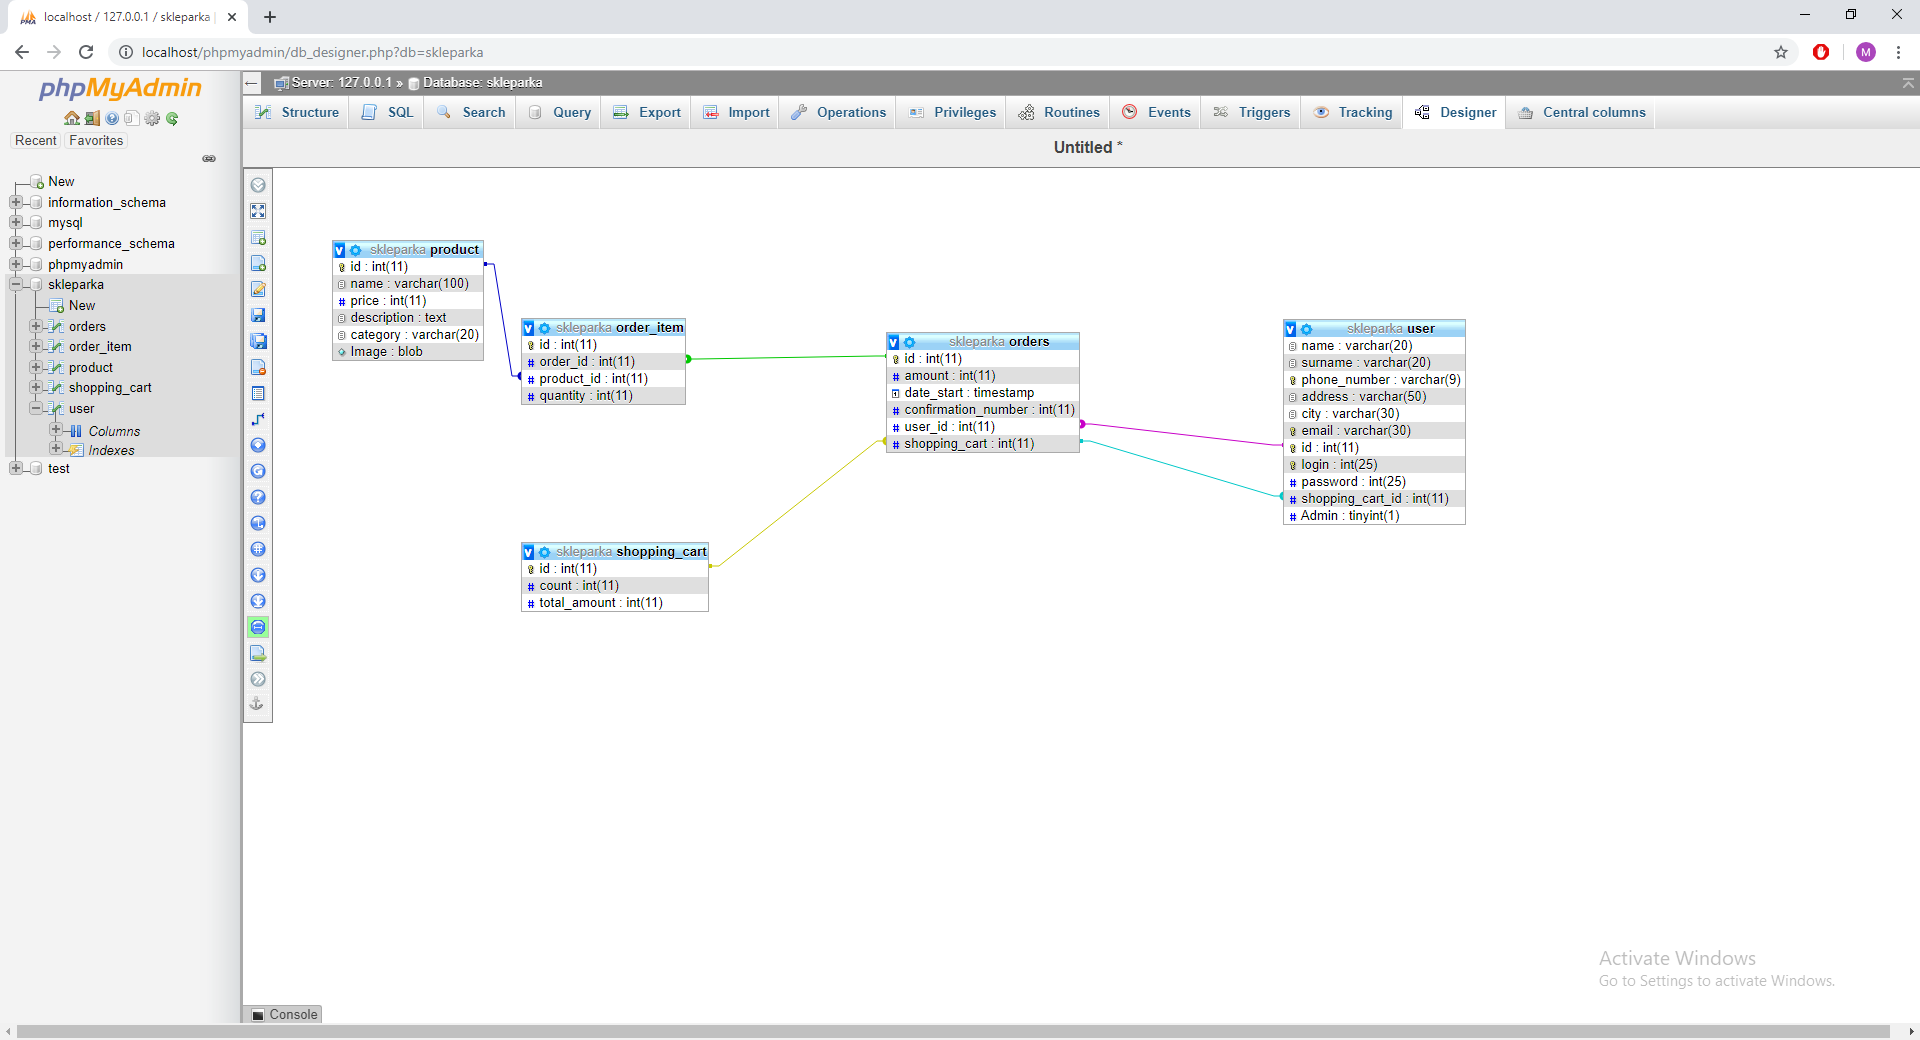 localhost / 127.0.0.1 / skleparka |
localhost/phpmyadmin/db_designer.php?db=skleparka
M
phpMyAdmin
Recent Favorites
New
information_schema
mysql
performance_schema
phpmyadmin
skleparka
New
orders
order_item
product
shopping_cart
user
Columns
Indexes
test
Server: 127.0.0.1 » Database: skleparka
Structure SQL Search Query Export Import Operations Privileges Routines Events Triggers Tracking Designer Central columns
Untitled *
skleparka product
id : int(11)
name : varchar(100)
price : int(11)
description : text
category : varchar(20)
Image : blob
skleparka order_item
id : int(11)
order_id : int(11)
product_id : int(11)
quantity : int(11)
skleparka orders
id : int(11)
amount : int(11)
date_start : timestamp
confirmation_number : int(11)
user_id : int(11)
shopping_cart : int(11)
skleparka user
name : varchar(20)
surname : varchar(20)
phone_number : varchar(9)
address : varchar(50)
city : varchar(30)
email : varchar(30)
id : int(11)
login : int(25)
password : int(25)
shopping_cart_id : int(11)
Admin : tinyint(1)
skleparka shopping_cart
id : int(11)
count : int(11)
total_amount : int(11)
Activate Windows
Go to Settings to activate Windows.
Console